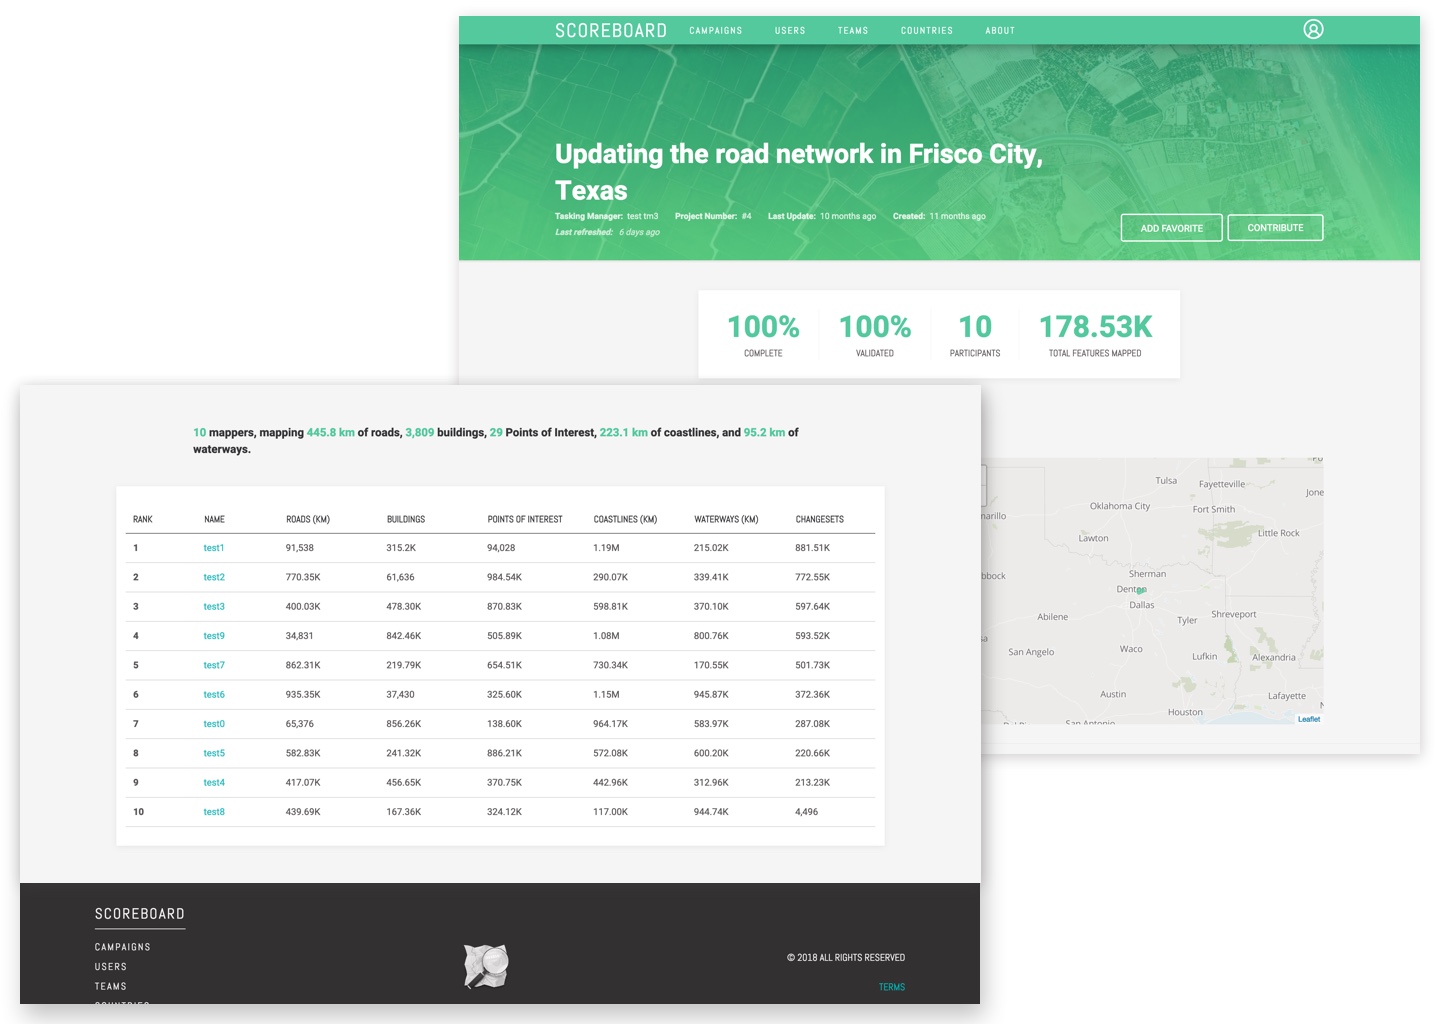 SCOREBOARD CAMPAIGNS USERS TEAMS COUNTRIES ABOUT
Updating the road network in Frisco City,
Texas
Tasking Manager: test tm3 Project Number: #4 Last Update: 10 months ago Created: 11 months ago
Last refreshed: 6 days ago
ADD FAVORITE CONTRIBUTE
100% 100% 10 178.53K
COMPLETE VALIDATED PARTICIPANTS TOTAL FEATURES MAPPED
Tulsa
Fayetteville
Oklahoma City
Fort Smith
Little Rock
Lawton
Sherman
Denton
Dallas
Abilene
Tyler
Shreveport
San Angelo
Waco
Lufkin
Alexandria
Austin
Lafayette
Houston
San Antonio
Leaflet
10 mappers, mapping 445.8 km of roads, 3,809 buildings, 29 Points of Interest, 223.1 km of coastlines, and 95.2 km of
waterways.
RANK NAME ROADS (KM) BUILDINGS POINTS OF INTEREST COASTLINES (KM) WATERWAYS (KM) CHANGESETS
1 test1 91,538 315.2K 94,028 1.19M 215.02K 881.51K
2 test2 770.35K 61,636 984.54K 290.07K 339.41K 772.55K
3 test3 400.03K 478.30K 870.83K 598.81K 370.10K 597.64K
4 test9 34,831 842.46K 505.89K 1.08M 800.76K 593.52K
5 test7 862.31K 219.79K 654.51K 730.34K 170.55K 501.73K
6 test6 935.35K 37,430 325.60K 1.15M 945.87K 372.36K
7 test0 65,376 856.26K 138.60K 964.17K 583.97K 287.08K
8 test5 582.83K 241.32K 886.21K 572.08K 600.20K 220.66K
9 test4 417.07K 456.65K 370.75K 442.96K 312.96K 213.23K
10 test8 439.69K 167.36K 324.12K 117.00K 944.74K 4,496
SCOREBOARD
CAMPAIGNS
USERS
TEAMS
COUNTRIES
© 2018 ALL RIGHTS RESERVED
TERMS